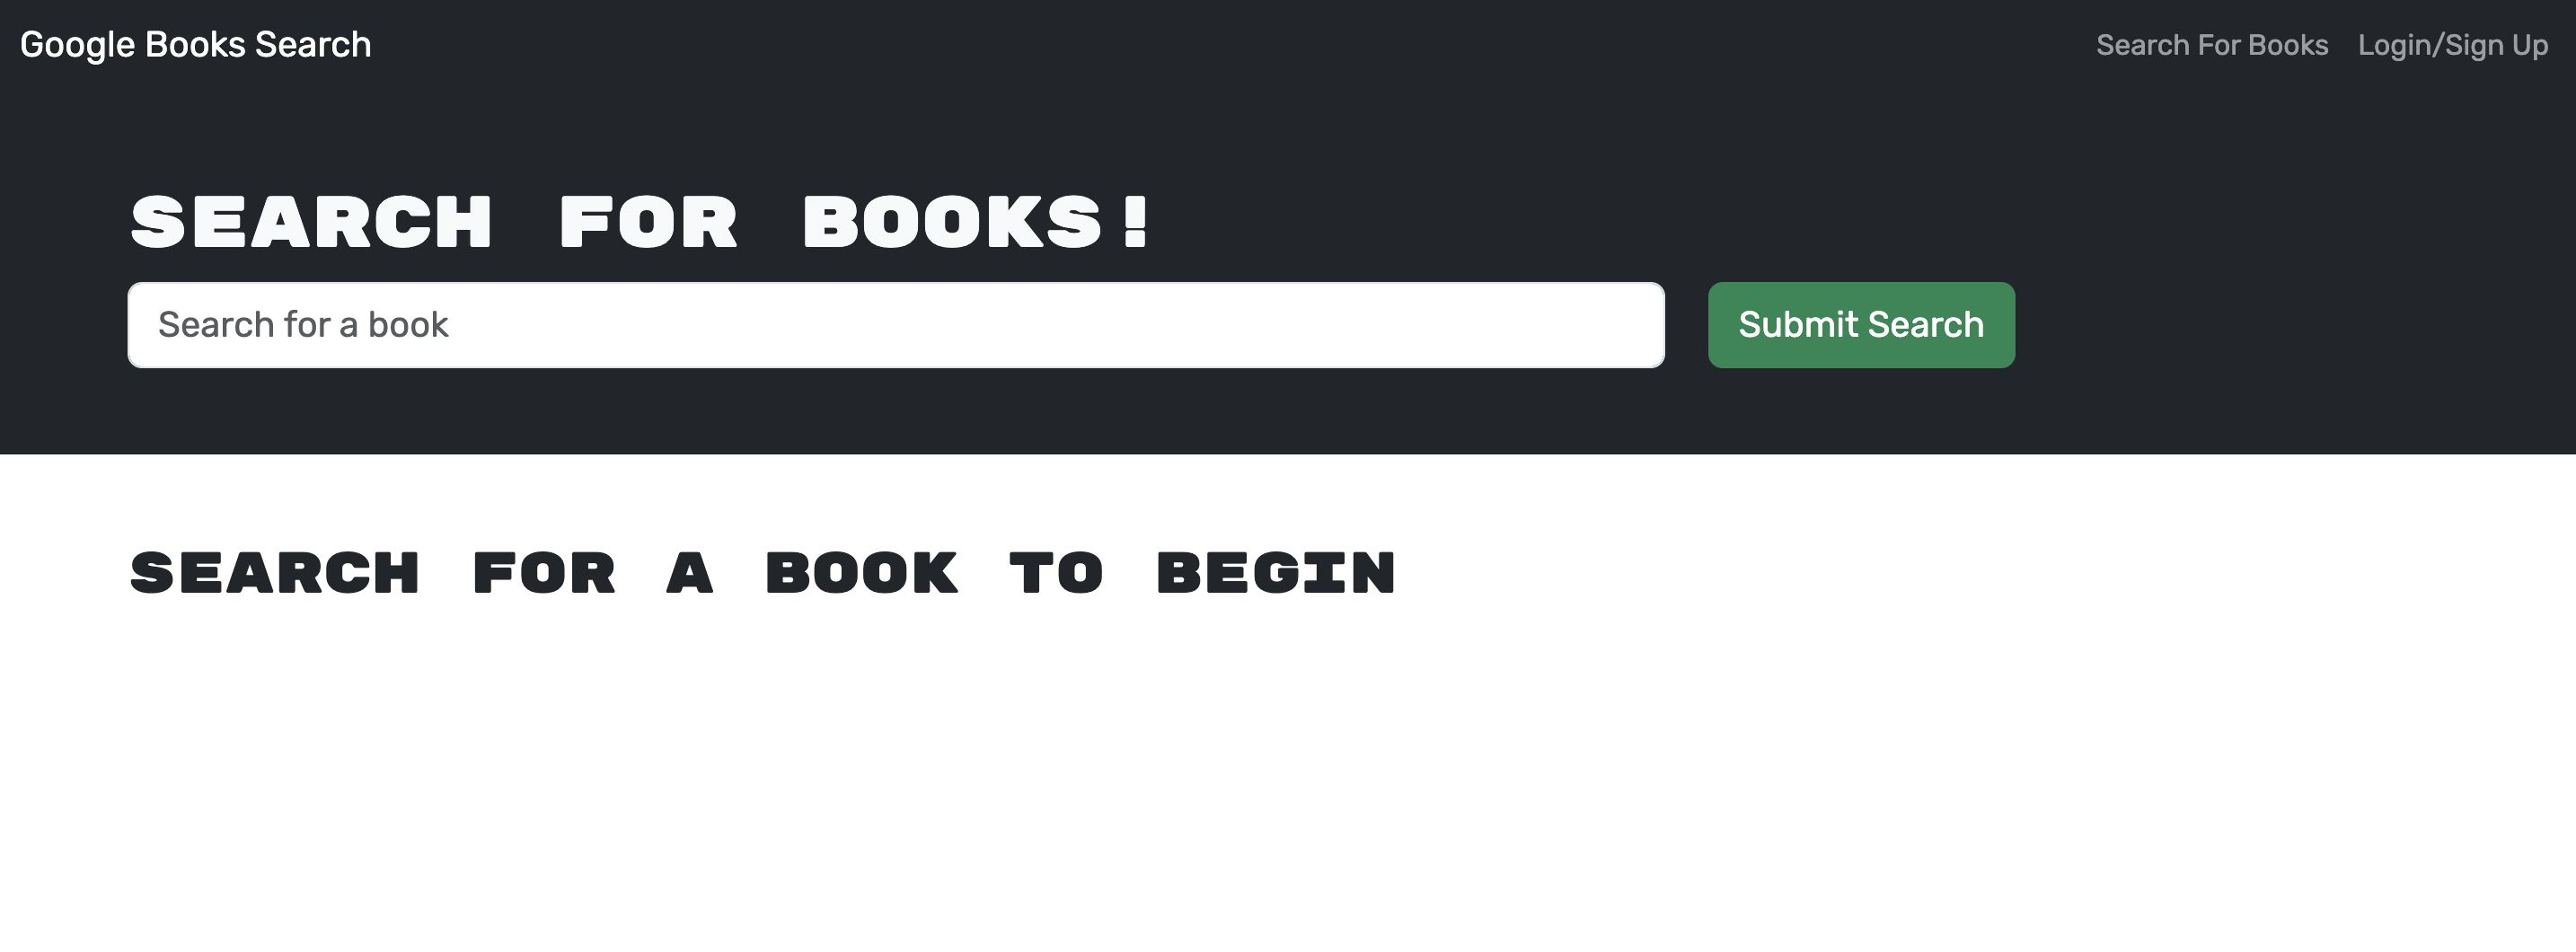 Google Books Search
Search For Books
Login/Sign Up
SEARCH FOR BOOKS!
Search for a book
Submit Search
SEARCH FOR A BOOK TO BEGIN